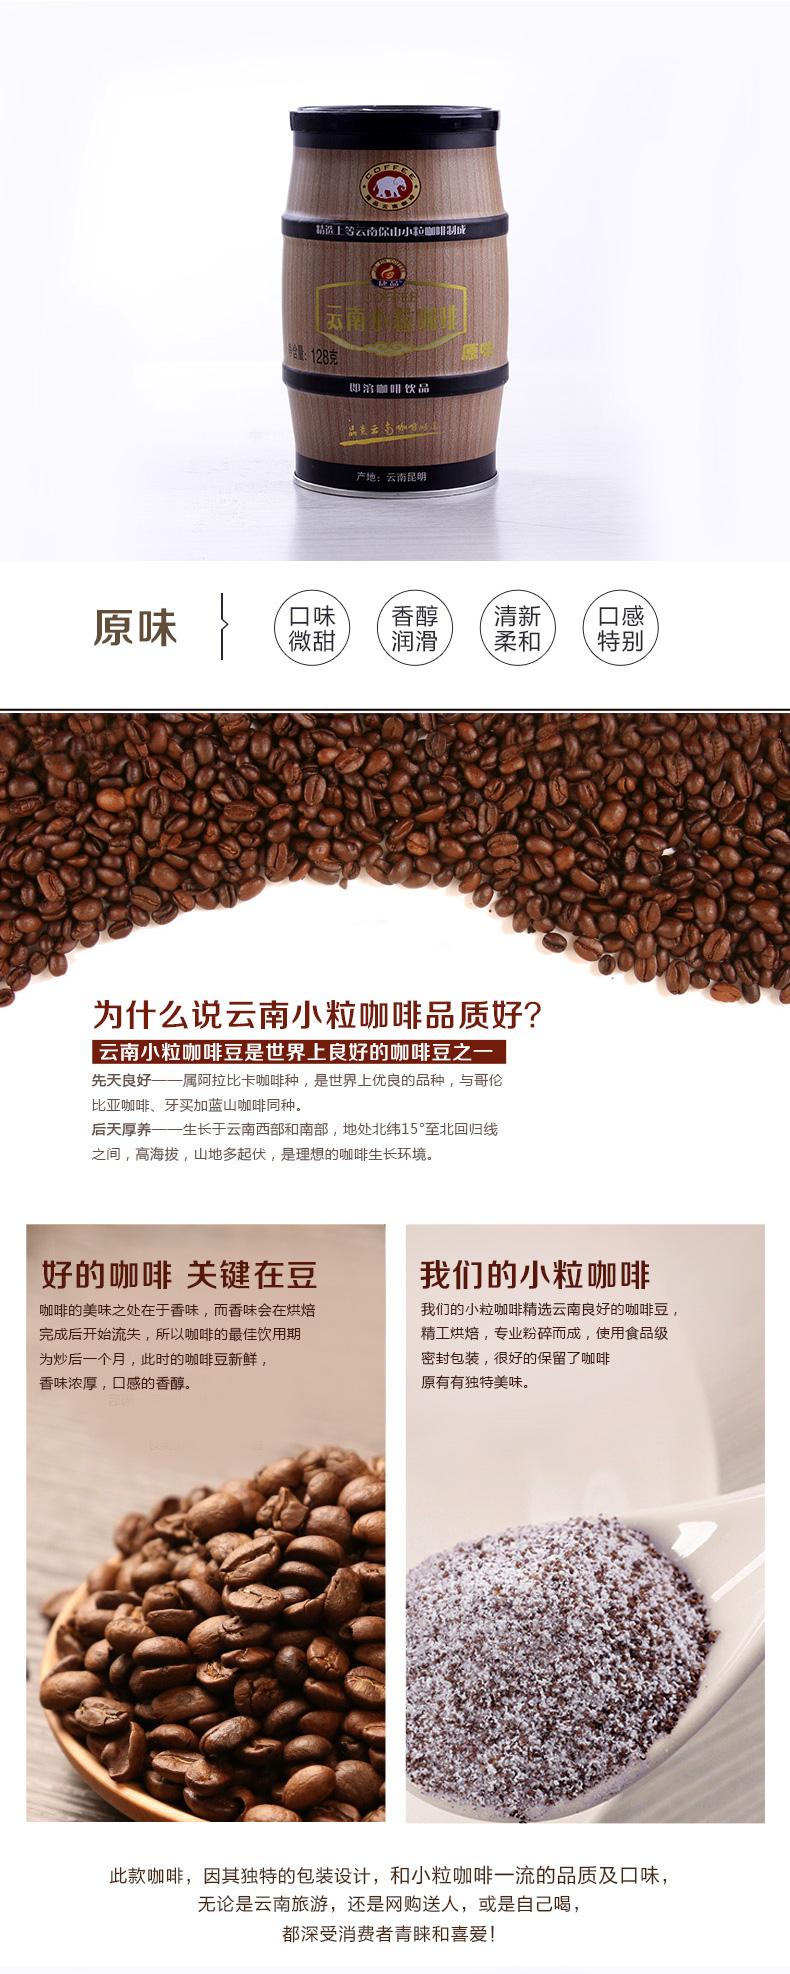 COFFEE
精选上等云南保山小粒咖啡制成
COFFEE
云南小粒咖啡
净含量：128克
原味
即溶咖啡饮品
产地：云南昆明
原味
口味
微甜
香醇
润滑
清新
柔和
口感
特别
为什么说云南小粒咖啡品质好？
云南小粒咖啡豆是世界上良好的咖啡豆之一
先天良好——属阿拉比卡咖啡种，是世界上优良的品种，与哥伦
比亚咖啡、牙买加蓝山咖啡同种。
后天厚养——生长于云南西部和南部，地处北纬15°至北回归线
之间，高海拔，山地多起伏，是理想的咖啡生长环境。
好的咖啡 关键在豆
咖啡的美味之处在于香味，而香味会在烘焙
完成后开始流失，所以咖啡的最佳饮用期
为炒后一个月，此时的咖啡豆新鲜，
香味浓厚，口感的香醇。
我们的小粒咖啡
我们的小粒咖啡精选云南良好的咖啡豆，
精工烘焙，专业粉碎而成，使用食品级
密封包装，很好的保留了咖啡
原有有独特美味。
此款咖啡，因其独特的包装设计，和小粒咖啡一流的品质及口味，
无论是云南旅游，还是网购送人，或是自己喝，
都深受消费者青睐和喜爱！